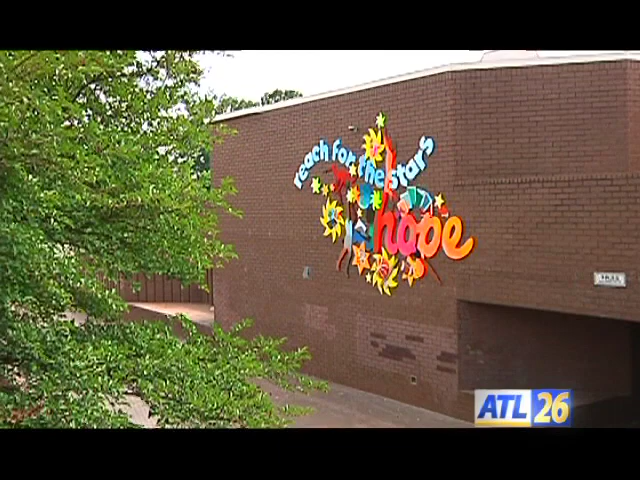 reach for the stars
hope
ATL 26